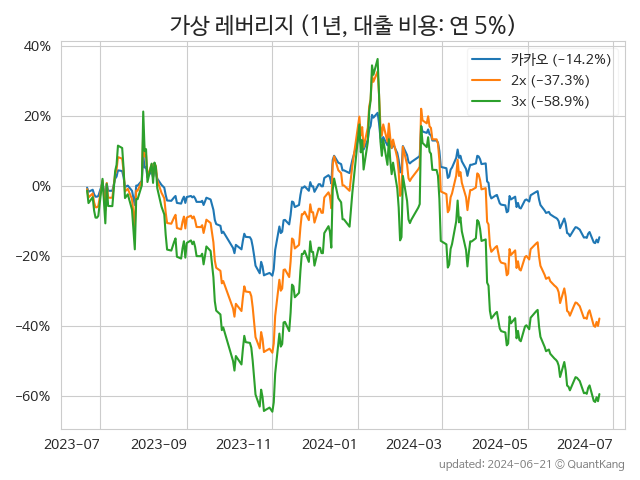 가상 레버리지 (1년, 대출 비용: 연 5%)
카카오 (−14.2%)
2x (−37.3%)
3x (−58.9%)
40%
20%
0%
−20%
−40%
−60%
2023−07 2023−09 2023−11 2024−01 2024−03 2024−05 2024−07
updated: 2024-06-21 © QuantKang